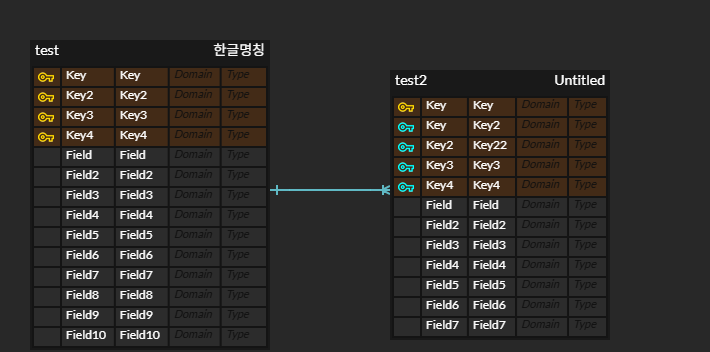 test 한글명칭
Key Key Domain Type
Key2 Key2 Domain Type
Key3 Key3 Domain Type
Key4 Key4 Domain Type
Field Field Domain Type
Field2 Field2 Domain Type
Field3 Field3 Domain Type
Field4 Field4 Domain Type
Field5 Field5 Domain Type
Field6 Field6 Domain Type
Field7 Field7 Domain Type
Field8 Field8 Domain Type
Field9 Field9 Domain Type
Field10 Field10 Domain Type
test2 Untitled
Key Key Domain Type
Key Key2 Domain Type
Key2 Key22 Domain Type
Key3 Key3 Domain Type
Key4 Key4 Domain Type
Field Field Domain Type
Field2 Field2 Domain Type
Field3 Field3 Domain Type
Field4 Field4 Domain Type
Field5 Field5 Domain Type
Field6 Field6 Domain Type
Field7 Field7 Domain Type